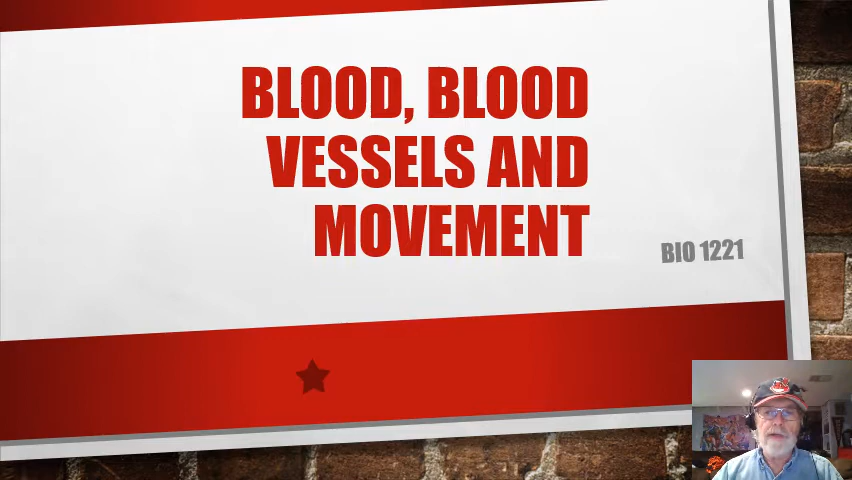 BLOOD, BLOOD
VESSELS AND
MOVEMENT
BIO 1221